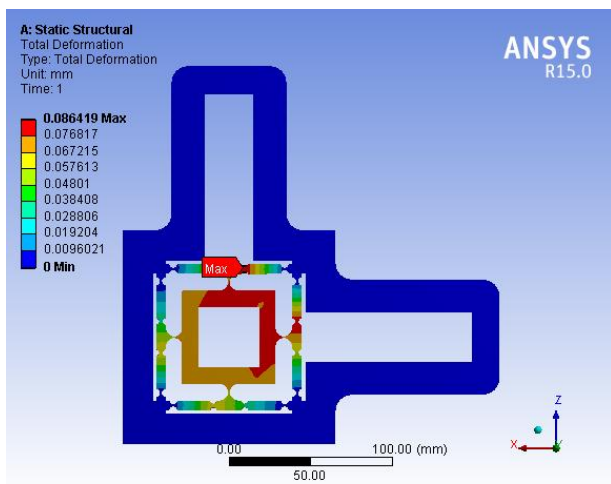 A: Static Structural
Total Deformation
Type: Total Deformation
Unit: mm
Time: 1
ANSYS
R15.0
0.086419 Max
0.076817
0.067215
0.057613
0.04801
0.038408
0.028806
0.019204
0.0096021
0 Min
Max
Z
X
Y
0.00
100.00 (mm)
50.00